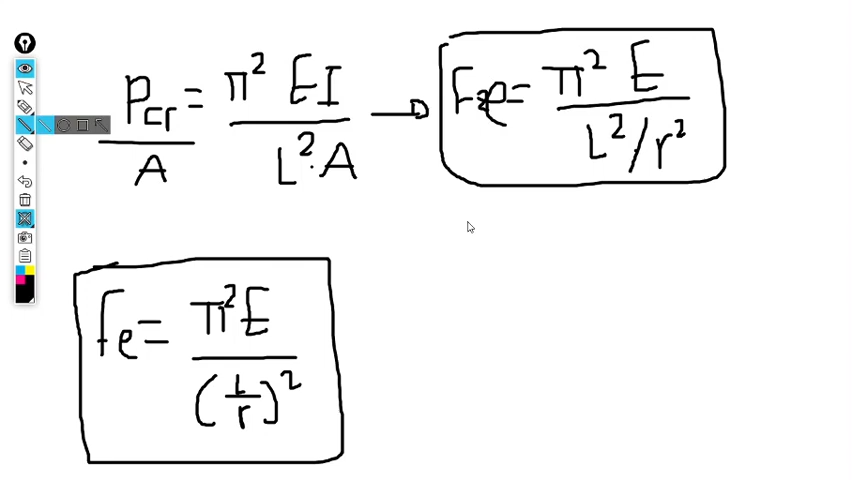 Pcr/A = π² EI / L²·A → Fe = π² E / L²/r²
Fe = π²E / (L/r)²